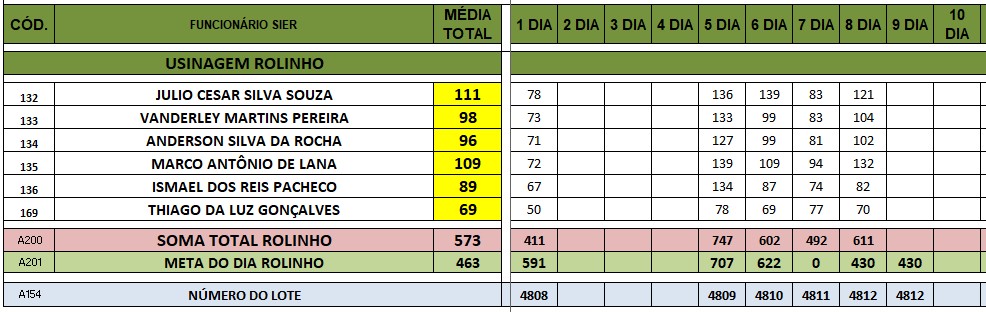 CÓD. FUNCIONÁRIO SIER MÉDIA TOTAL 1 DIA 2 DIA 3 DIA 4 DIA 5 DIA 6 DIA 7 DIA 8 DIA 9 DIA 10 DIA
USINAGEM ROLINHO
132 JULIO CESAR SILVA SOUZA 111 78 136 139 83 121
133 VANDERLEY MARTINS PEREIRA 98 73 133 99 83 104
134 ANDERSON SILVA DA ROCHA 96 71 127 99 81 102
135 MARCO ANTÔNIO DE LANA 109 72 139 109 94 132
136 ISMAEL DOS REIS PACHECO 89 67 134 87 74 82
169 THIAGO DA LUZ GONÇALVES 69 50 78 69 77 70
A200 SOMA TOTAL ROLINHO 573 411 747 602 492 611
A201 META DO DIA ROLINHO 463 591 707 622 0 430 430
A154 NÚMERO DO LOTE 4808 4809 4810 4811 4812 4812